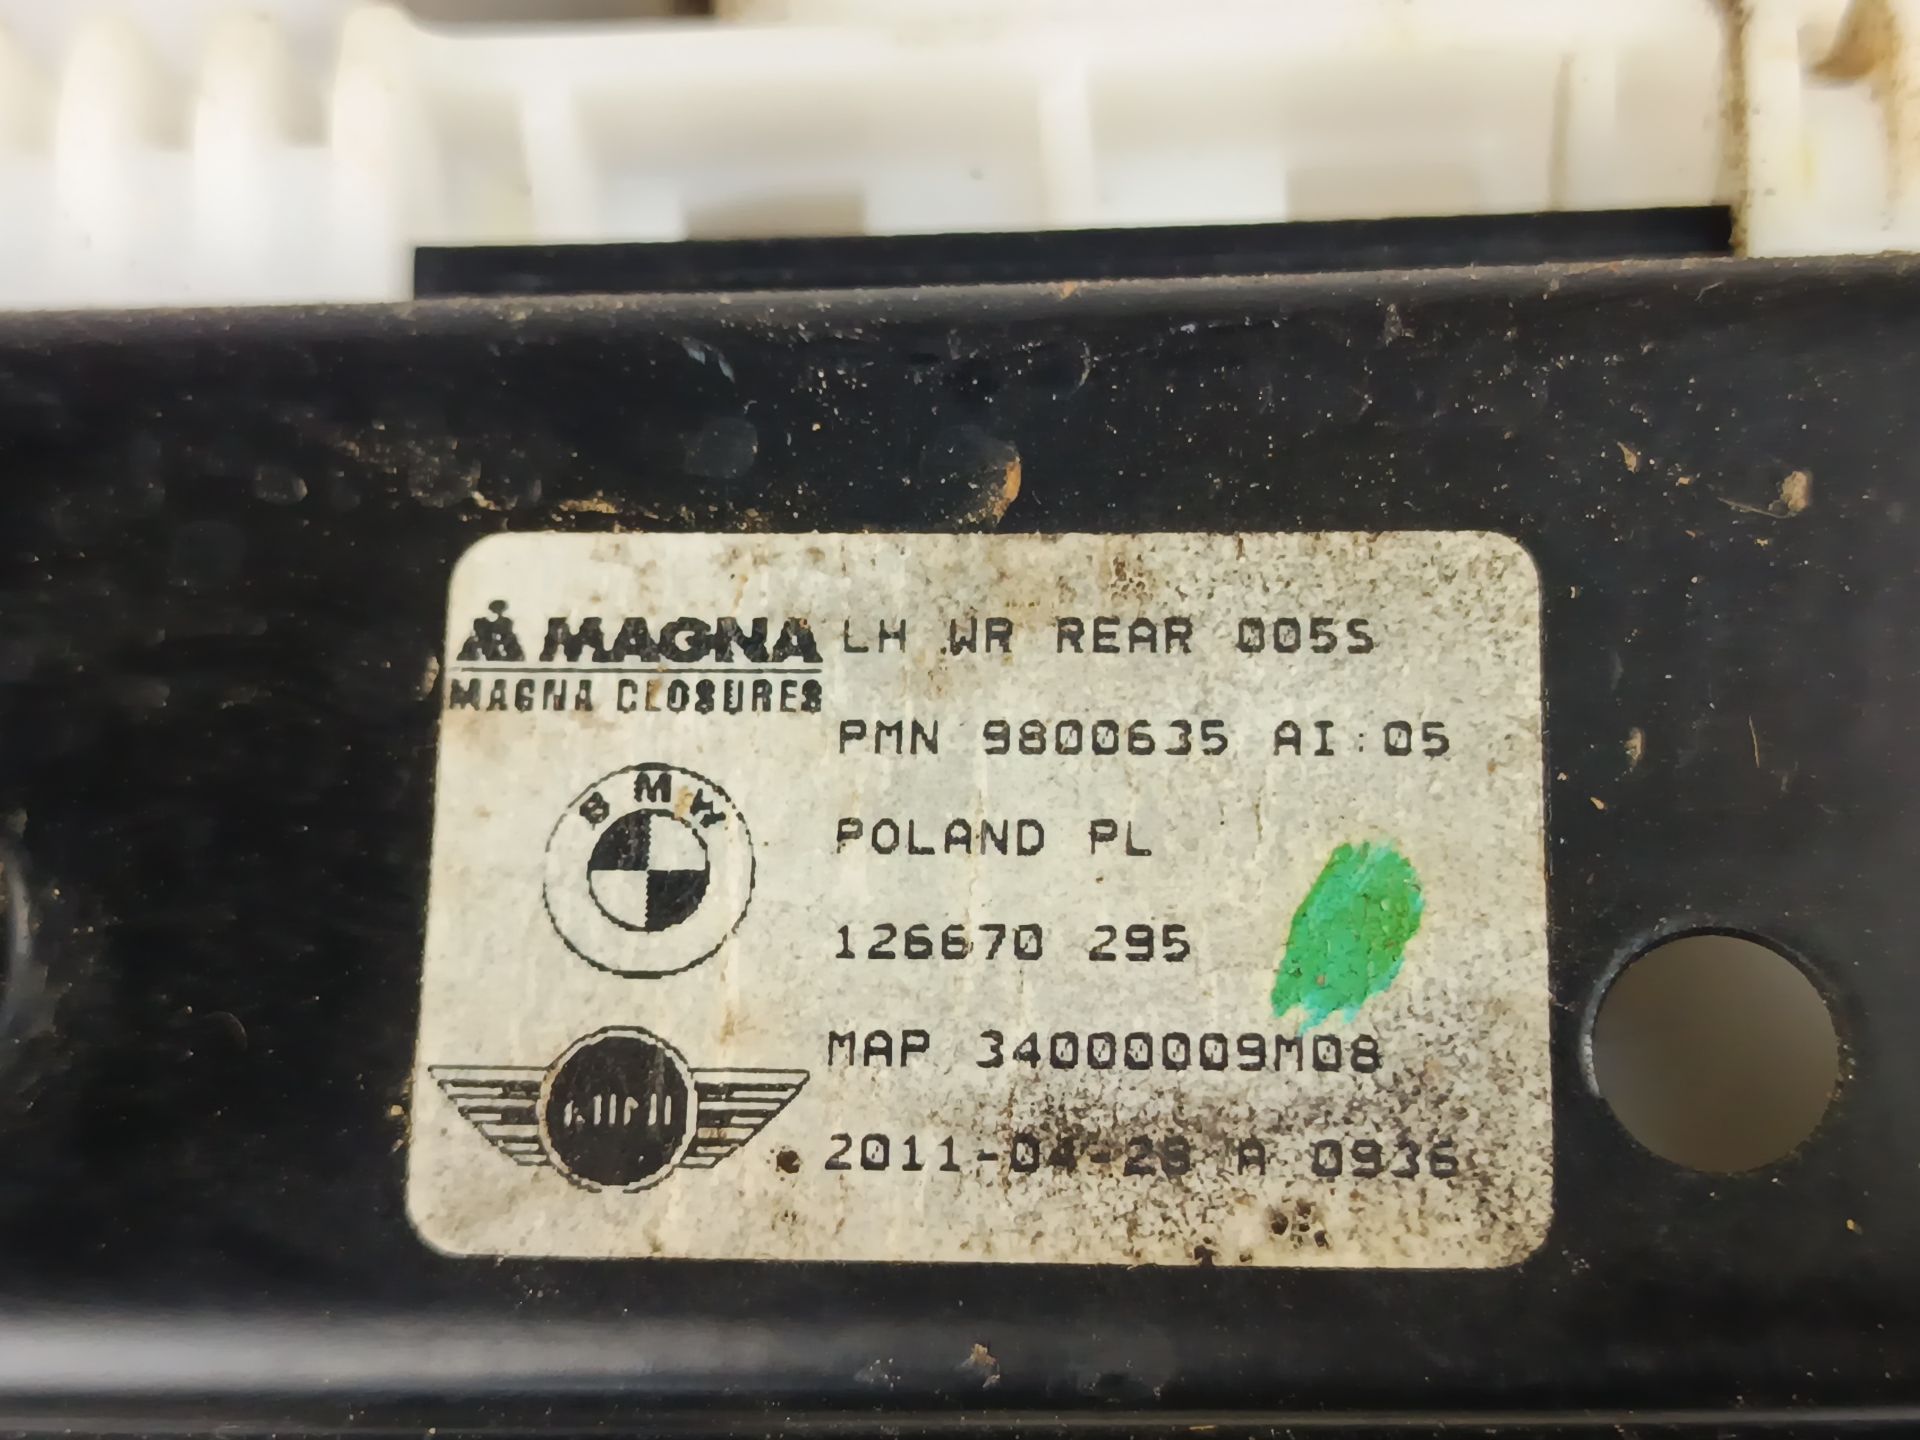 MAGNA
MAGNA CLOSURES
LH WR REAR 005S
PMN 9800635 AI:05
BMW
POLAND PL
126670 295
MAP 34000009M08
MINI
2011-04-28 A 0936